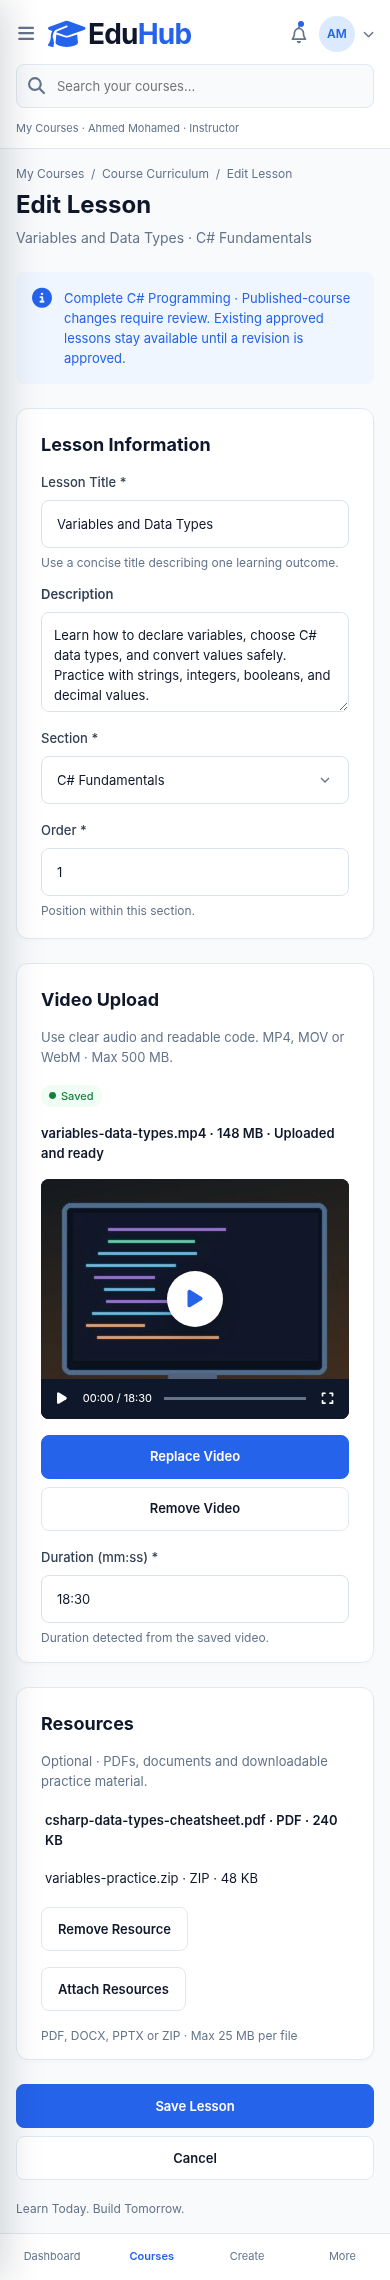 EduHub
AM
Search your courses...
My Courses · Ahmed Mohamed · Instructor
My Courses / Course Curriculum / Edit Lesson
Edit Lesson
Variables and Data Types · C# Fundamentals
Complete C# Programming · Published-course
changes require review. Existing approved
lessons stay available until a revision is
approved.
Lesson Information
Lesson Title *
Variables and Data Types
Use a concise title describing one learning outcome.
Description
Learn how to declare variables, choose C#
data types, and convert values safely.
Practice with strings, integers, booleans, and
decimal values.
Section *
C# Fundamentals
Order *
1
Position within this section.
Video Upload
Use clear audio and readable code. MP4, MOV or
WebM · Max 500 MB.
Saved
variables-data-types.mp4 · 148 MB · Uploaded
and ready
00:00 / 18:30
Replace Video
Remove Video
Duration (mm:ss) *
18:30
Duration detected from the saved video.
Resources
Optional · PDFs, documents and downloadable
practice material.
csharp-data-types-cheatsheet.pdf · PDF · 240
KB
variables-practice.zip · ZIP · 48 KB
Remove Resource
Attach Resources
PDF, DOCX, PPTX or ZIP · Max 25 MB per file
Save Lesson
Cancel
Learn Today. Build Tomorrow.
Dashboard
Courses
Create
More